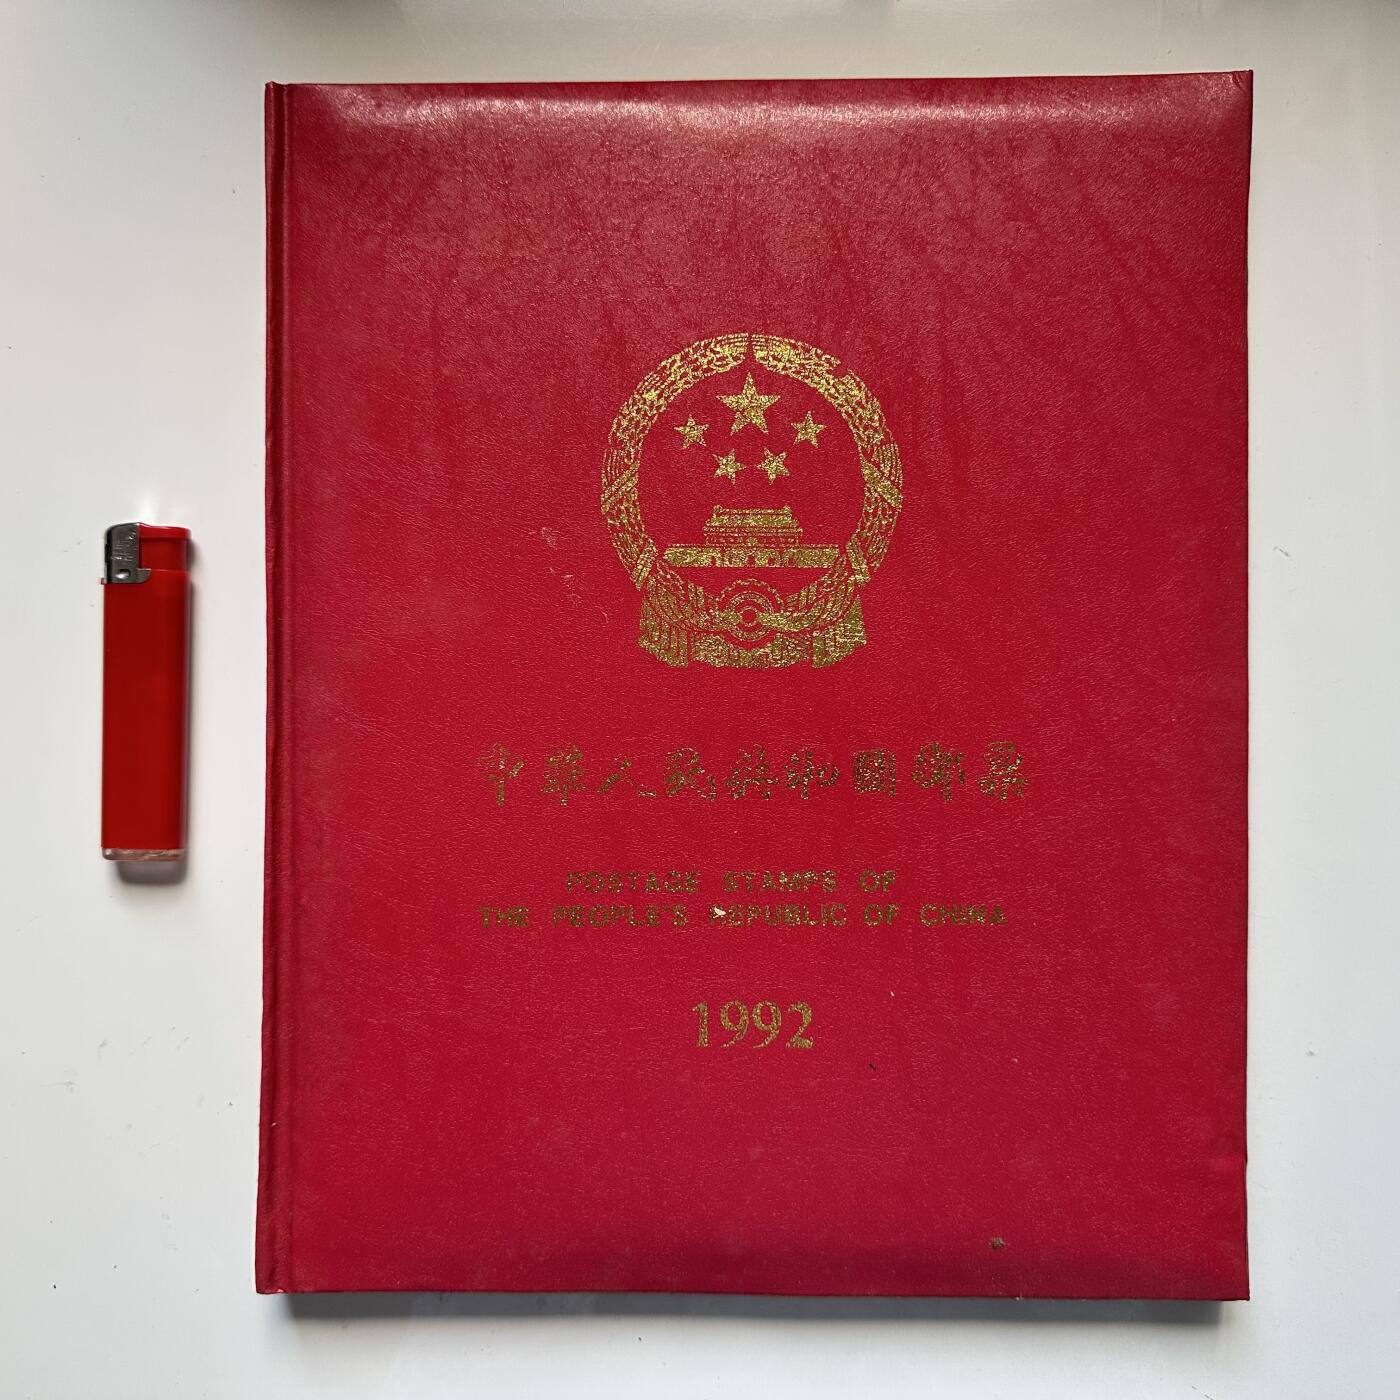 中華人民共和國郵票
POSTAGE STAMPS OF
THE PEOPLE'S REPUBLIC OF CHINA
1992